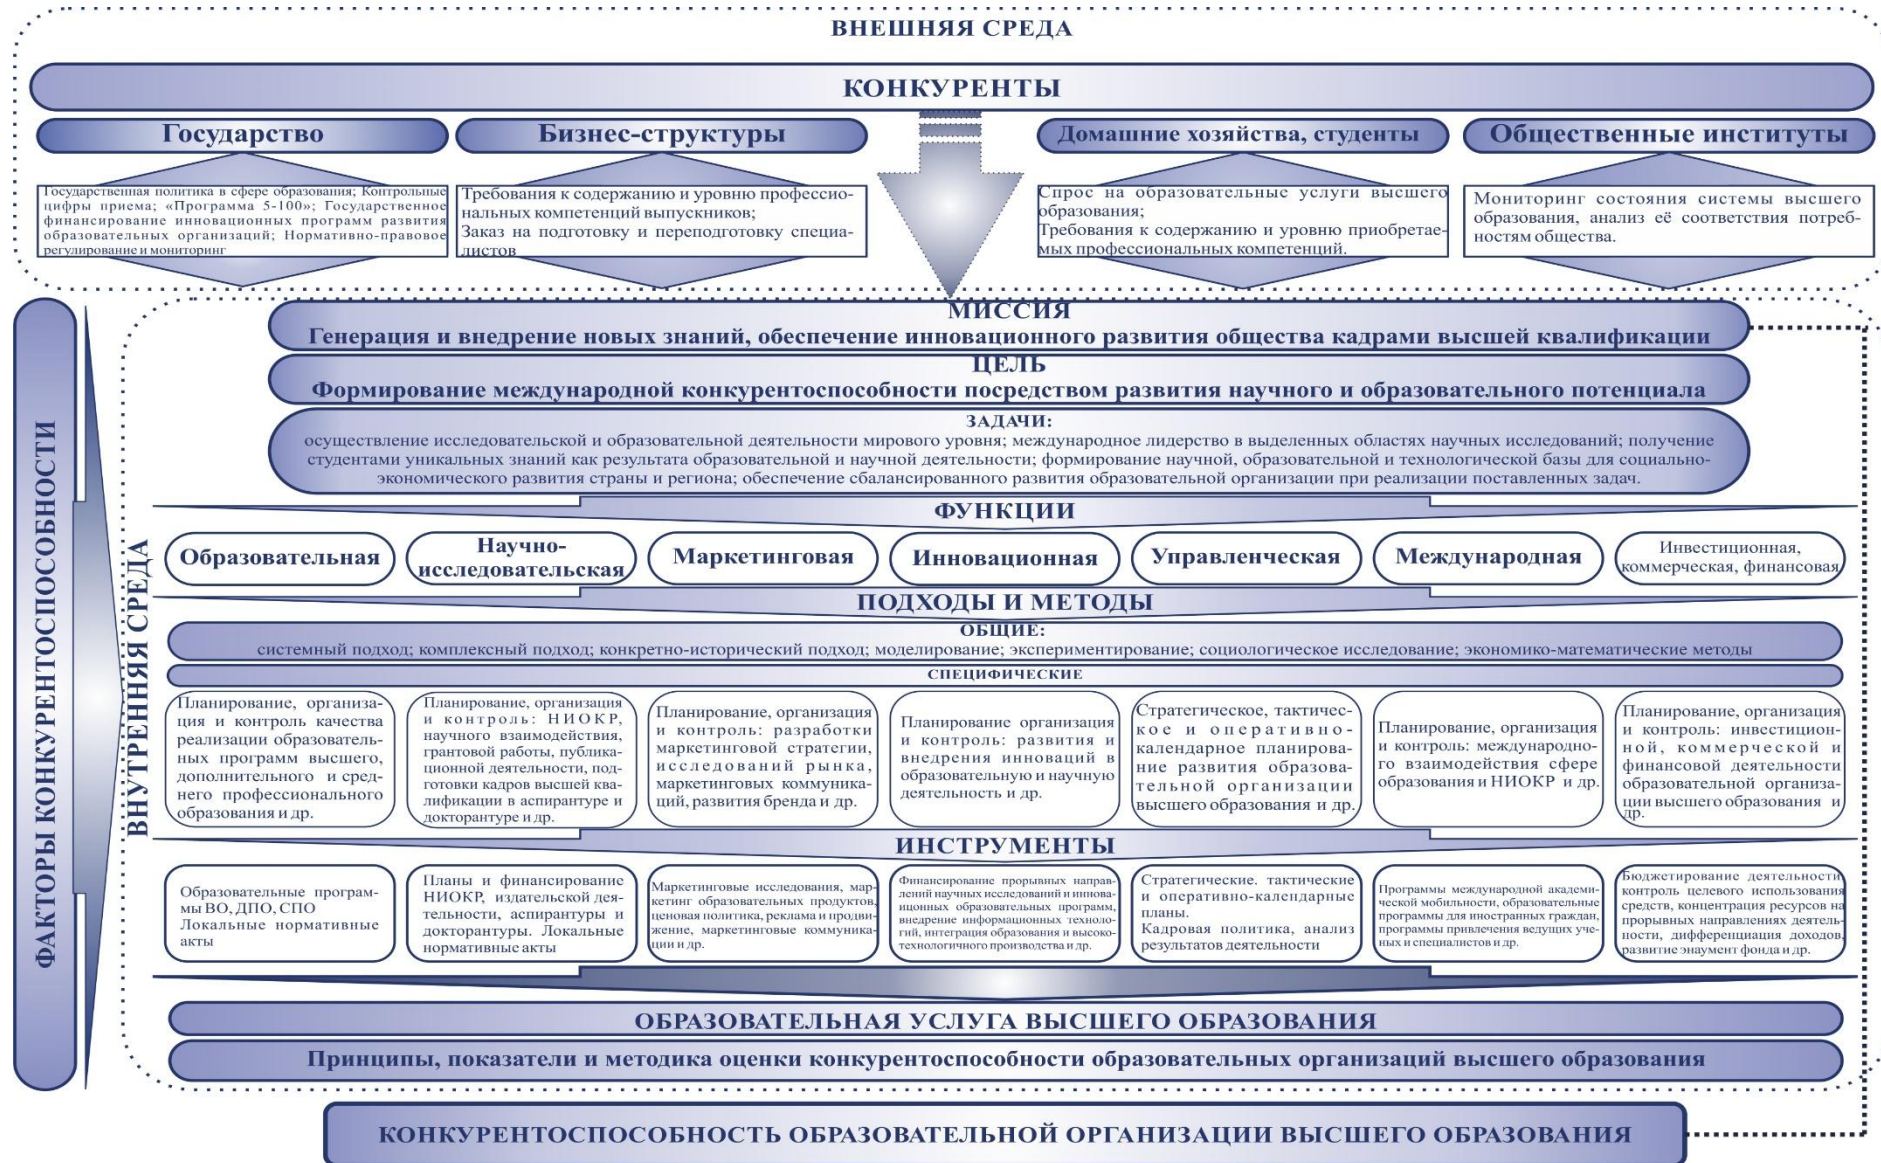 ВНЕШНЯЯ СРЕДА
КОНКУРЕНТЫ
Государство
Государственная политика в сфере образования; Контрольные
цифры приема; «Программа 5-100»; Государственное
финансирование инновационных программ развития
образовательных организаций; Нормативно-правовое
регулирование и мониторинг
Бизнес-структуры
Требования к содержанию и уровню профессио-
нальных компетенций выпускников;
Заказ на подготовку и переподготовку специа-
листов
Домашние хозяйства, студенты
Спрос на образовательные услуги высшего
образования;
Требования к содержанию и уровню приобретае-
мых профессиональных компетенций.
Общественные институты
Мониторинг состояния системы высшего
образования, анализ её соответствия потреб-
ностям общества.
ФАКТОРЫ КОНКУРЕНТОСПОСОБНОСТИ
ВНУТРЕННЯЯ СРЕДА
МИССИЯ
Генерация и внедрение новых знаний, обеспечение инновационного развития общества кадрами высшей квалификации
ЦЕЛЬ
Формирование международной конкурентоспособности посредством развития научного и образовательного потенциала
ЗАДАЧИ:
осуществление исследовательской и образовательной деятельности мирового уровня; международное лидерство в выделенных областях научных исследований; получение
студентами уникальных знаний как результата образовательной и научной деятельности; формирование научной, образовательной и технологической базы для социально-
экономического развития страны и региона; обеспечение сбалансированного развития образовательной организации при реализации поставленных задач.
ФУНКЦИИ
Образовательная
Научно-
исследовательская
Маркетинговая
Инновационная
Управленческая
Международная
Инвестиционная,
коммерческая, финансовая
ПОДХОДЫ И МЕТОДЫ
ОБЩИЕ:
системный подход; комплексный подход; конкретно-исторический подход; моделирование; экспериментирование; социологическое исследование; экономико-математические методы
СПЕЦИФИЧЕСКИЕ
Планирование, организа-
ция и контроль качества
реализации образователь-
ных программ высшего,
дополнительного и сред-
него профессионального
образования и др.
Планирование, организация
и контроль: НИОКР,
научного взаимодействия,
грантовой работы, публика-
ционной деятельности, под-
готовки кадров высшей ква-
лификации в аспирантуре и
докторантуре и др.
Планирование, организация
и контроль: разработки
маркетинговой стратегии,
исследований рынка,
маркетинговых коммуника-
ций, развития бренда и др.
Планирование организация
и контроль: развития и
внедрения инноваций в
образовательную и научную
деятельность и др.
Стратегическое, тактичес-
кое и оперативно-
календарное планирова-
ние развития образова-
тельной организации
высшего образования и др.
Планирование, организация
и контроль: международно-
го взаимодействия сфере
образования и НИОКР и др.
Планирование, организация
и контроль: инвестицион-
ной, коммерческой и
финансовой деятельности
образовательной организа-
ции высшего образования и
др.
ИНСТРУМЕНТЫ
Образовательные програм-
мы ВО, ДПО, СПО
Локальные нормативные
акты
Планы и финансирование
НИОКР, издательской дея-
тельности, аспирантуры и
докторантуры. Локальные
нормативные акты
Маркетинговые исследования, мар-
кетинг образовательных продуктов,
ценовая политика, реклама и продви-
жение, маркетинговые коммуника-
ции и др.
Финансирование прорывных направ-
лений научных исследований и иннова-
ционных образовательных программ,
внедрение информационных техноло-
гий, интеграция образования и высоко-
технологичного производства и др.
Стратегические. тактические
и оперативно-календарные
планы.
Кадровая политика, анализ
результатов деятельности
Программы международной академи-
ческой мобильности, образовательные
программы для иностранных граждан,
программы привлечения ведущих уче-
ных и специалистов и др.
Бюджетирование деятельности,
контроль целевого использования
средств, концентрация ресурсов на
прорывных направлениях деятель-
ности, дифференциация доходов,
развитие энаумент фонда и др.
ОБРАЗОВАТЕЛЬНАЯ УСЛУГА ВЫСШЕГО ОБРАЗОВАНИЯ
Принципы, показатели и методика оценки конкурентоспособности образовательных организаций высшего образования
КОНКУРЕНТОСПОСОБНОСТЬ ОБРАЗОВАТЕЛЬНОЙ ОРГАНИЗАЦИИ ВЫСШЕГО ОБРАЗОВАНИЯ